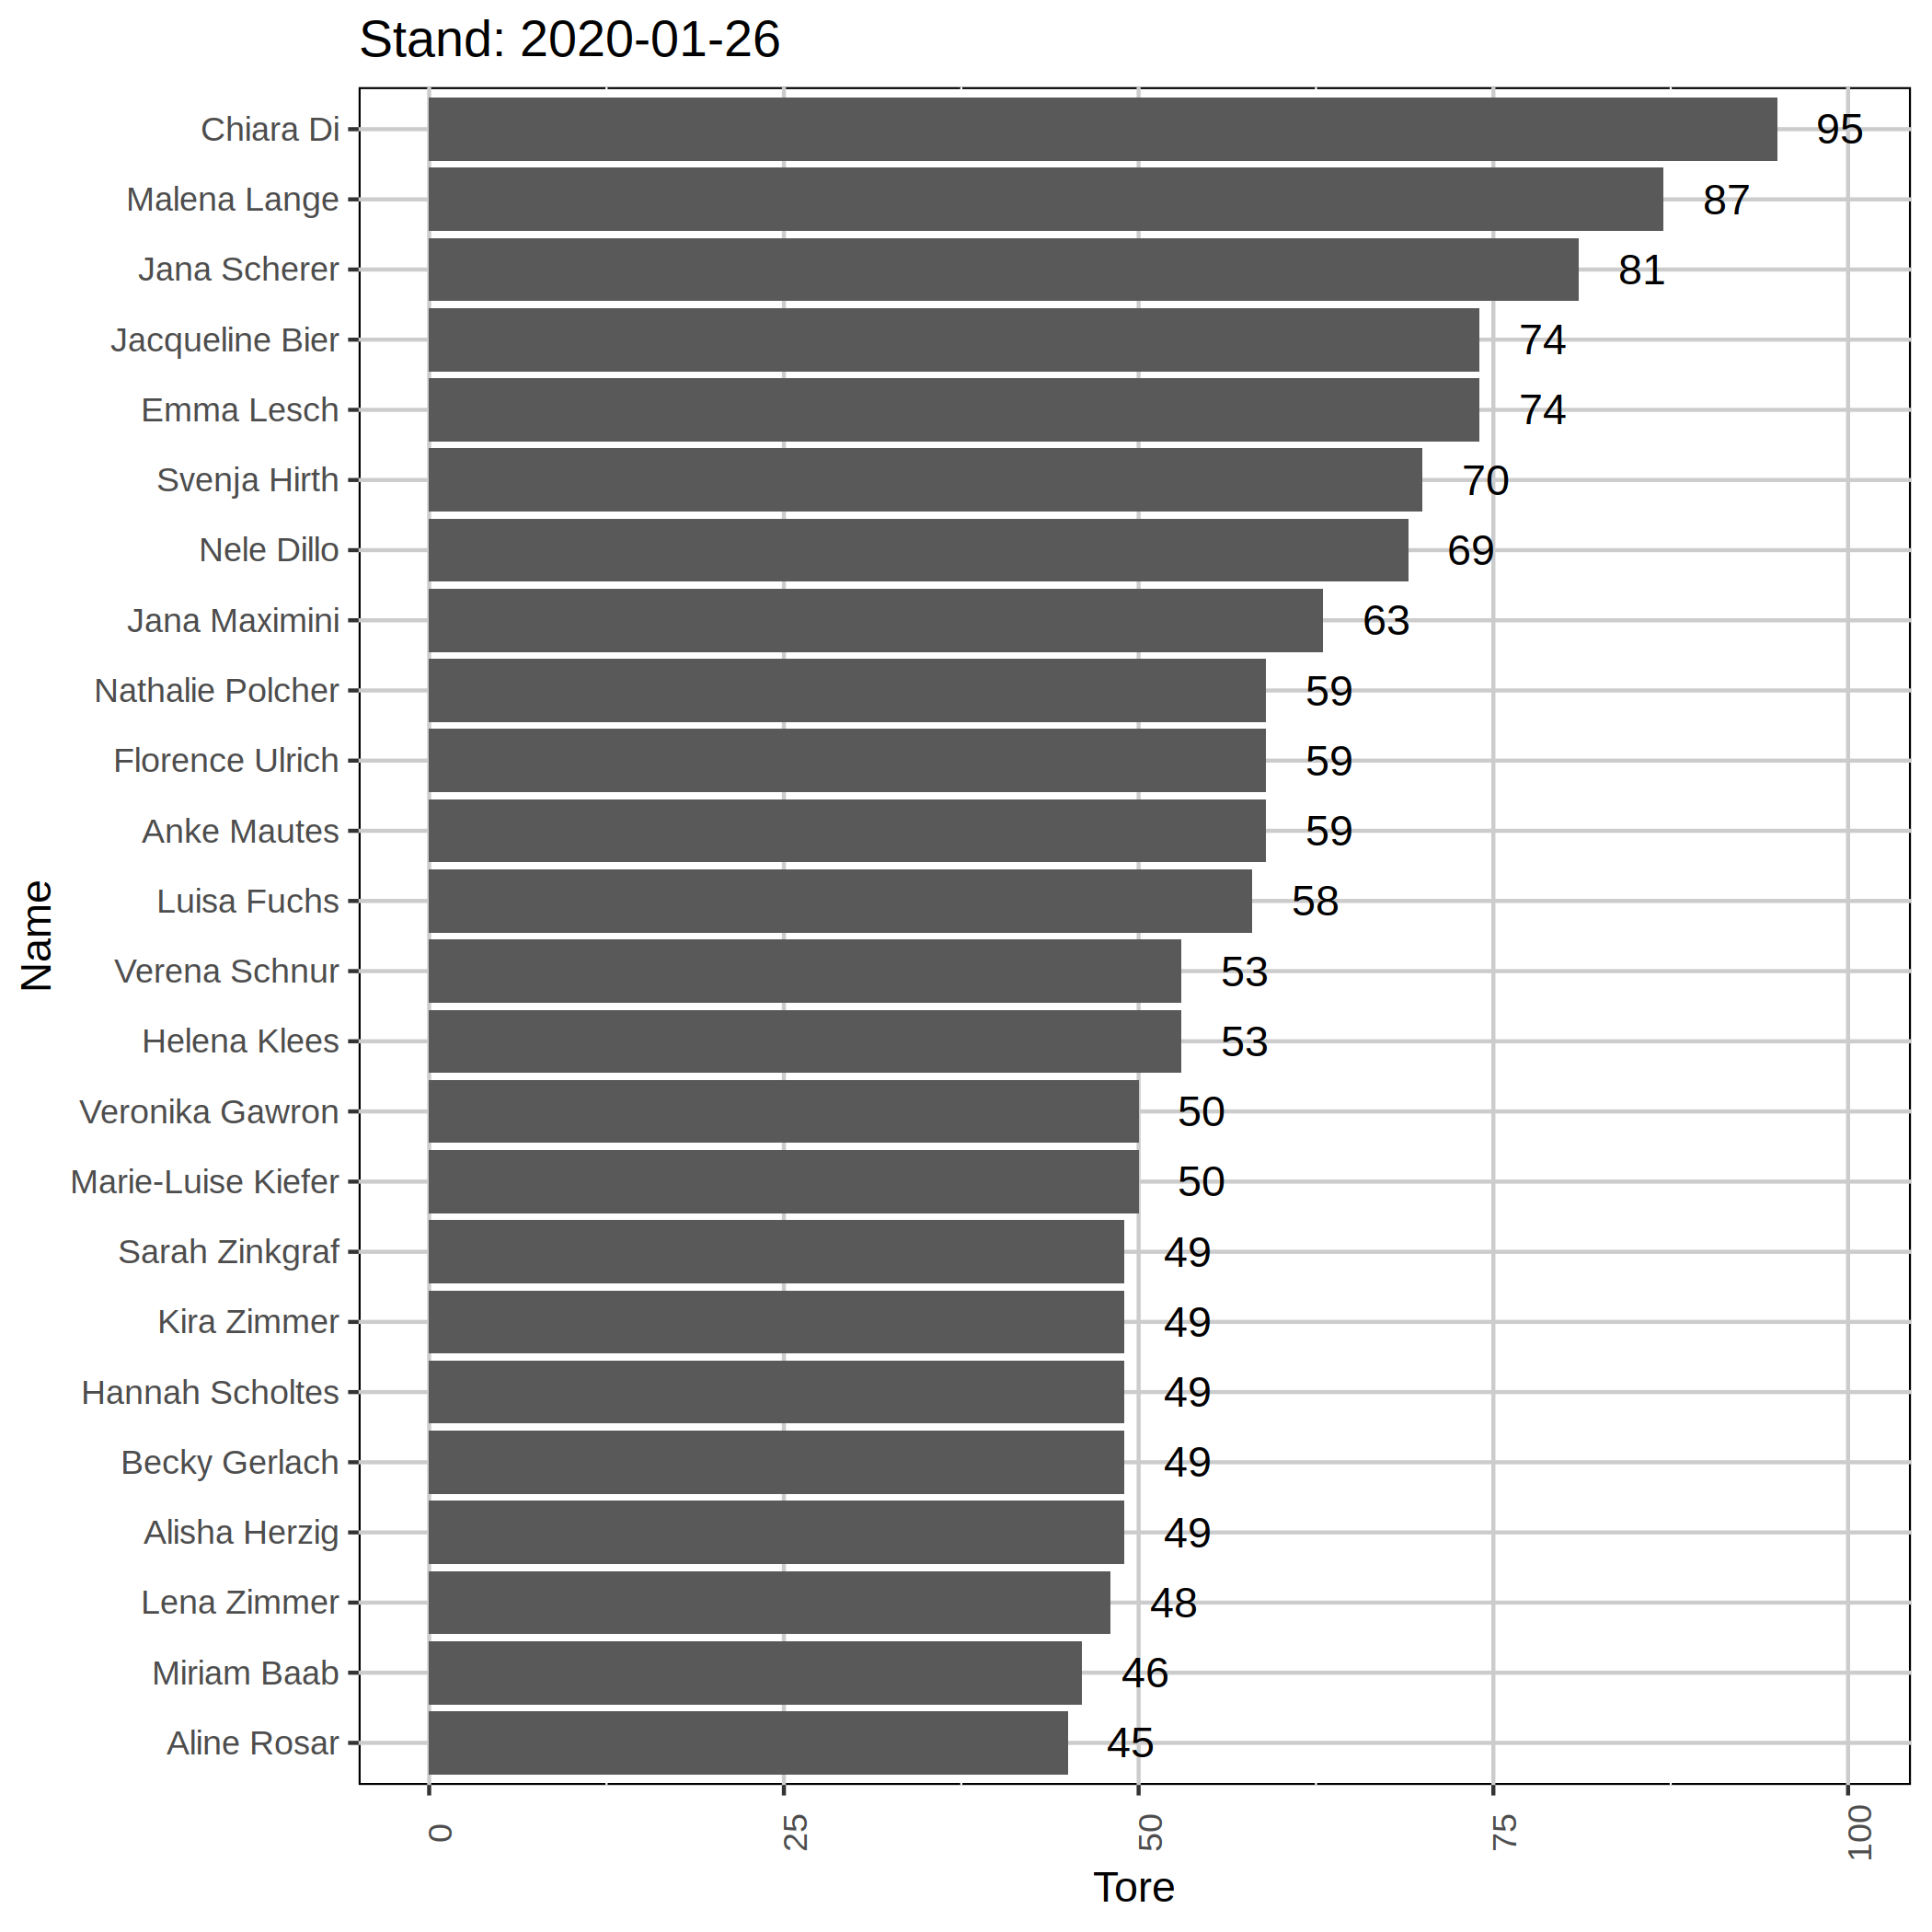 Stand: 2020-01-26
Chiara Di 95
Malena Lange 87
Jana Scherer 81
Jacqueline Bier 74
Emma Lesch 74
Svenja Hirth 70
Nele Dillo 69
Jana Maximini 63
Nathalie Polcher 59
Florence Ulrich 59
Anke Mautes 59
Luisa Fuchs 58
Verena Schnur 53
Helena Klees 53
Veronika Gawron 50
Marie-Luise Kiefer 50
Sarah Zinkgraf 49
Kira Zimmer 49
Hannah Scholtes 49
Becky Gerlach 49
Alisha Herzig 49
Lena Zimmer 48
Miriam Baab 46
Aline Rosar 45
Name
0 25 50 75 100
Tore